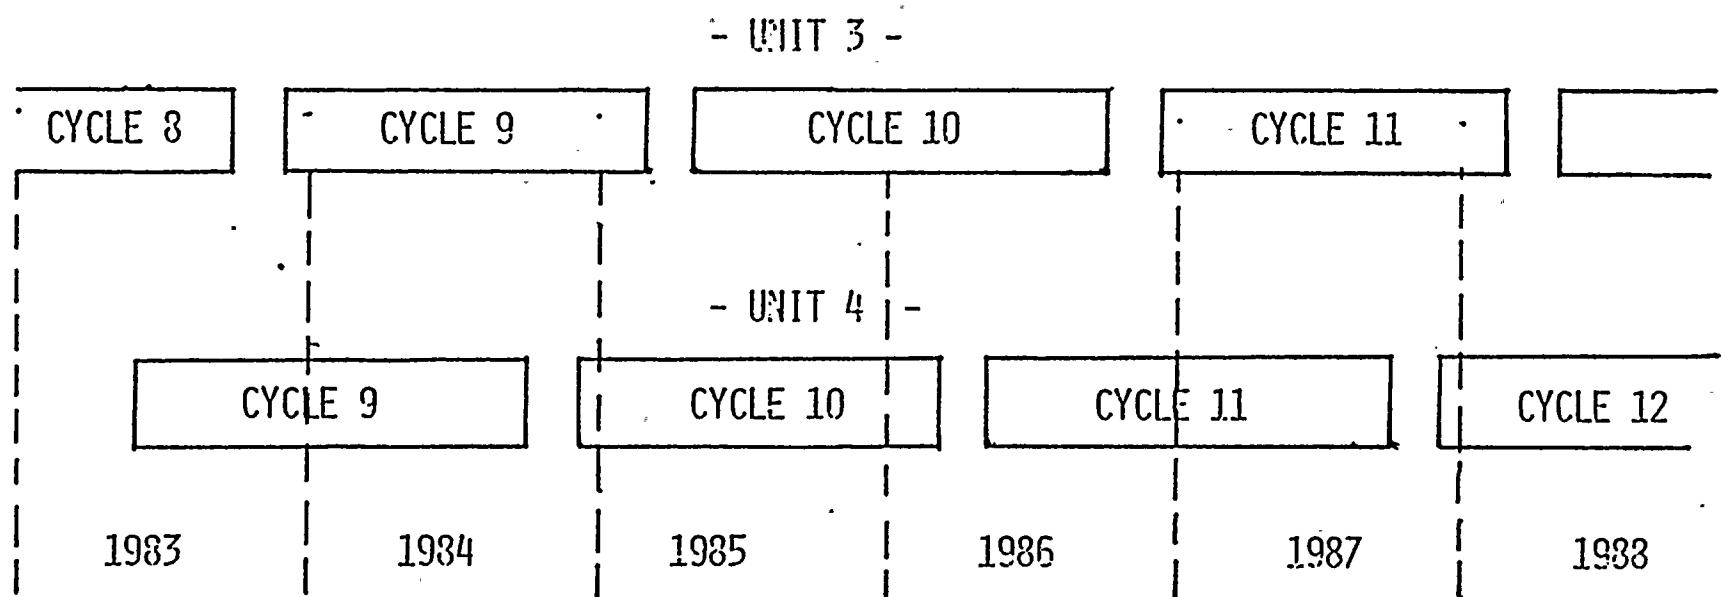 - UNIT 3 -
CYCLE 8 CYCLE 9 CYCLE 10 CYCLE 11
- UNIT 4 -
CYCLE 9 CYCLE 10 CYCLE 11 CYCLE 12
1983 1984 1985 1986 1987 1988